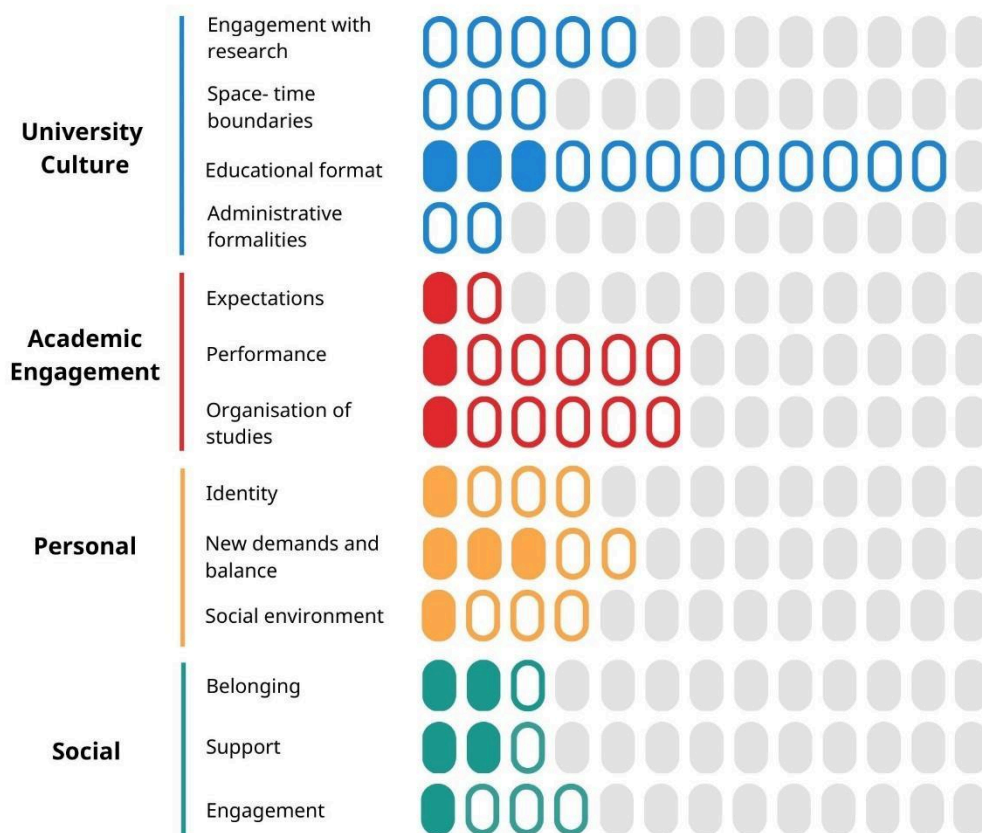 University
Culture
Engagement with
research
Space- time
boundaries
Educational format
Administrative
formalities
Academic
Engagement
Expectations
Performance
Organisation of
studies
Personal
Identity
New demands and
balance
Social environment
Social
Belonging
Support
Engagement